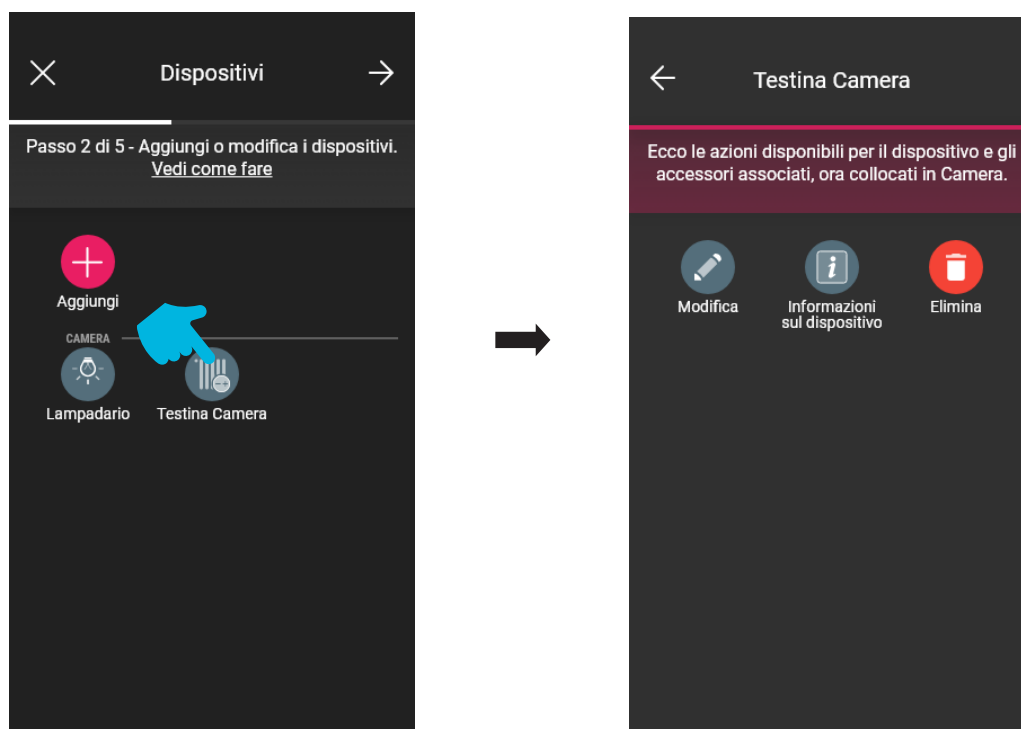 Dispositivi
Passo 2 di 5 - Aggiungi o modifica i dispositivi.
Vedi come fare
Aggiungi
CAMERA
Lampadario
Testina Camera
Testina Camera
Ecco le azioni disponibili per il dispositivo e gli
accessori associati, ora collocati in Camera.
Modifica
Informazioni
sul dispositivo
Elimina